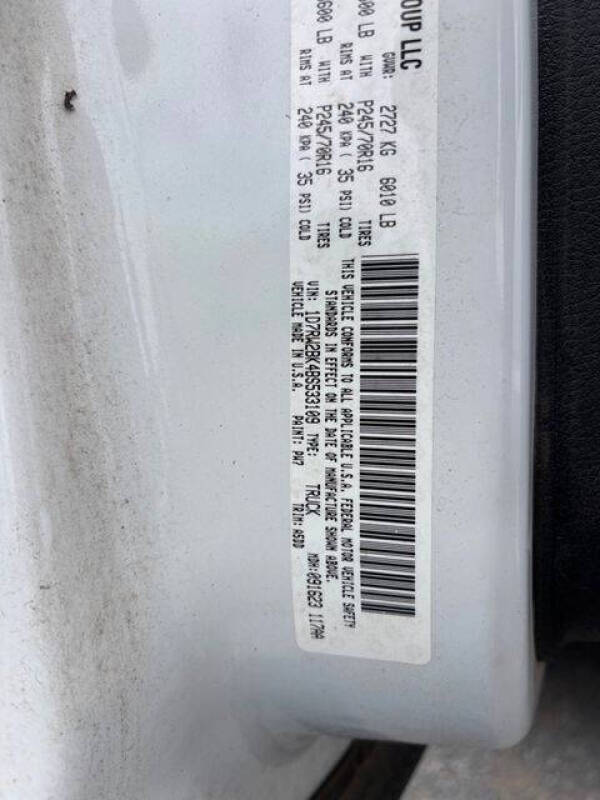 OUP LLC
GVWR: 2727 KG 6010 LB
00 LB WITH P245/70R16 TIRES
RIMS AT 240 KPA ( 35 PSI) COLD
600 LB WITH P245/70R16 TIRES
RIMS AT 240 KPA ( 35 PSI) COLD
THIS VEHICLE CONFORMS TO ALL APPLICABLE U.S.A. FEDERAL MOTOR VEHICLE SAFETY
STANDARDS IN EFFECT ON THE DATE OF MANUFACTURE SHOWN ABOVE.
VIN: 1D7RW2BK4BS533109 TYPE: TRUCK MDH:091623 117AA
VEHICLE MADE IN U.S.A. PAINT: PW7 TRIM: ASDD